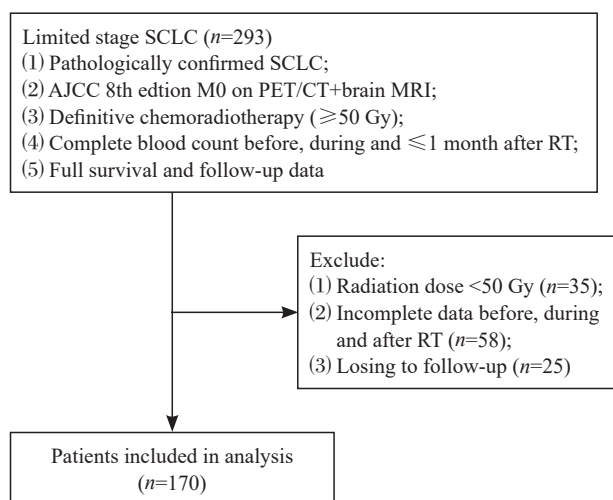 Limited stage SCLC (n=293)
(1) Pathologically confirmed SCLC;
(2) AJCC 8th edtion M0 on PET/CT+brain MRI;
(3) Definitive chemoradiotherapy (≥50 Gy);
(4) Complete blood count before, during and ≤1 month after RT;
(5) Full survival and follow-up data
Exclude:
(1) Radiation dose <50 Gy (n=35);
(2) Incomplete data before, during
and after RT (n=58);
(3) Losing to follow-up (n=25)
Patients included in analysis
(n=170)